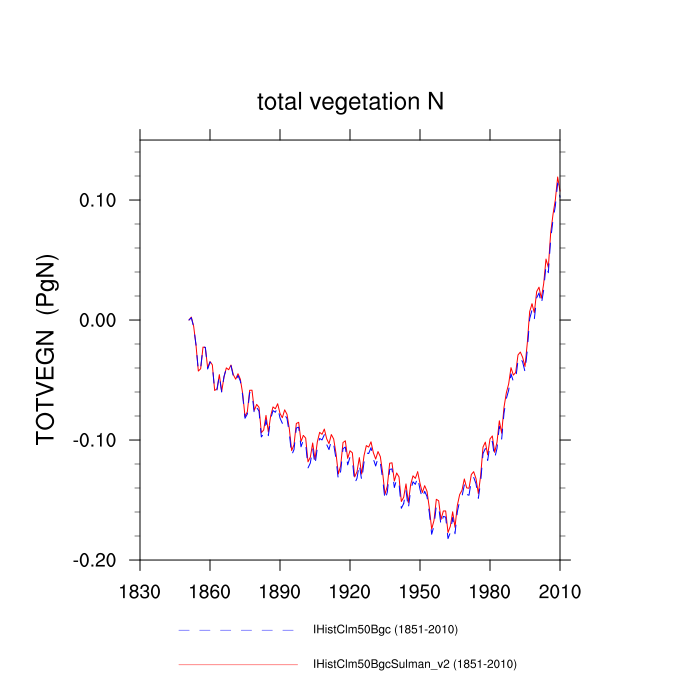 total vegetation N
TOTVEGN (PgN)
0.10
0.00
-0.10
-0.20
1830 1860 1890 1920 1950 1980 2010
IHistClm50Bgc (1851-2010)
IHistClm50BgcSulman_v2 (1851-2010)